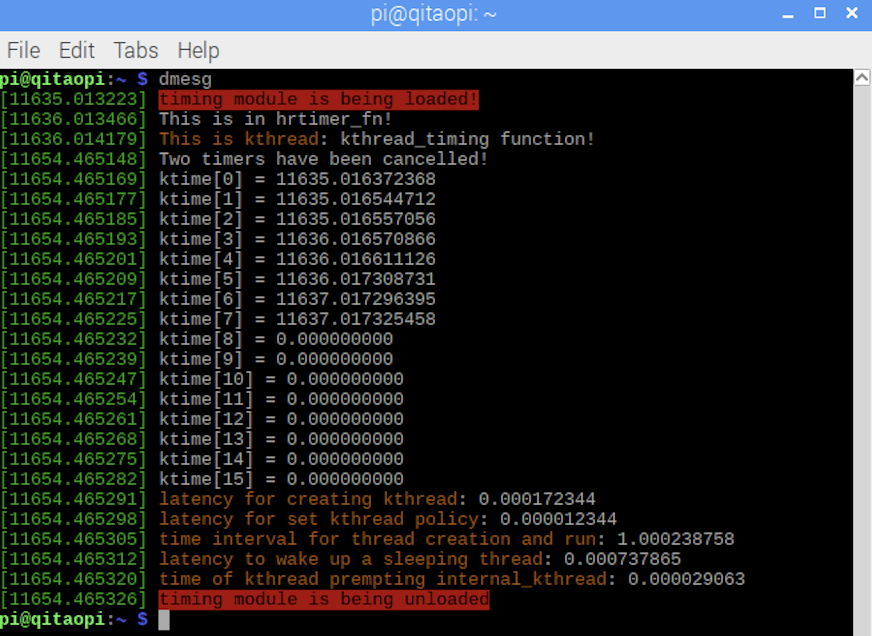 pi@qitaopi: ~
File Edit Tabs Help
pi@qitaopi:~ $ dmesg
[11635.013223] timing module is being loaded!
[11636.013466] This is in hrtimer_fn!
[11636.014179] This is kthread: kthread_timing function!
[11654.465148] Two timers have been cancelled!
[11654.465169] ktime[0] = 11635.016372368
[11654.465177] ktime[1] = 11635.016544712
[11654.465185] ktime[2] = 11635.016557056
[11654.465193] ktime[3] = 11636.016570866
[11654.465201] ktime[4] = 11636.016611126
[11654.465209] ktime[5] = 11636.017308731
[11654.465217] ktime[6] = 11637.017296395
[11654.465225] ktime[7] = 11637.017325458
[11654.465232] ktime[8] = 0.000000000
[11654.465239] ktime[9] = 0.000000000
[11654.465247] ktime[10] = 0.000000000
[11654.465254] ktime[11] = 0.000000000
[11654.465261] ktime[12] = 0.000000000
[11654.465268] ktime[13] = 0.000000000
[11654.465275] ktime[14] = 0.000000000
[11654.465282] ktime[15] = 0.000000000
[11654.465291] latency for creating kthread: 0.000172344
[11654.465298] latency for set kthread policy: 0.000012344
[11654.465305] time interval for thread creation and run: 1.000238758
[11654.465312] latency to wake up a sleeping thread: 0.000737865
[11654.465320] time of kthread prempting internal_kthread: 0.000029063
[11654.465326] timing module is being unloaded
pi@qitaopi:~ $